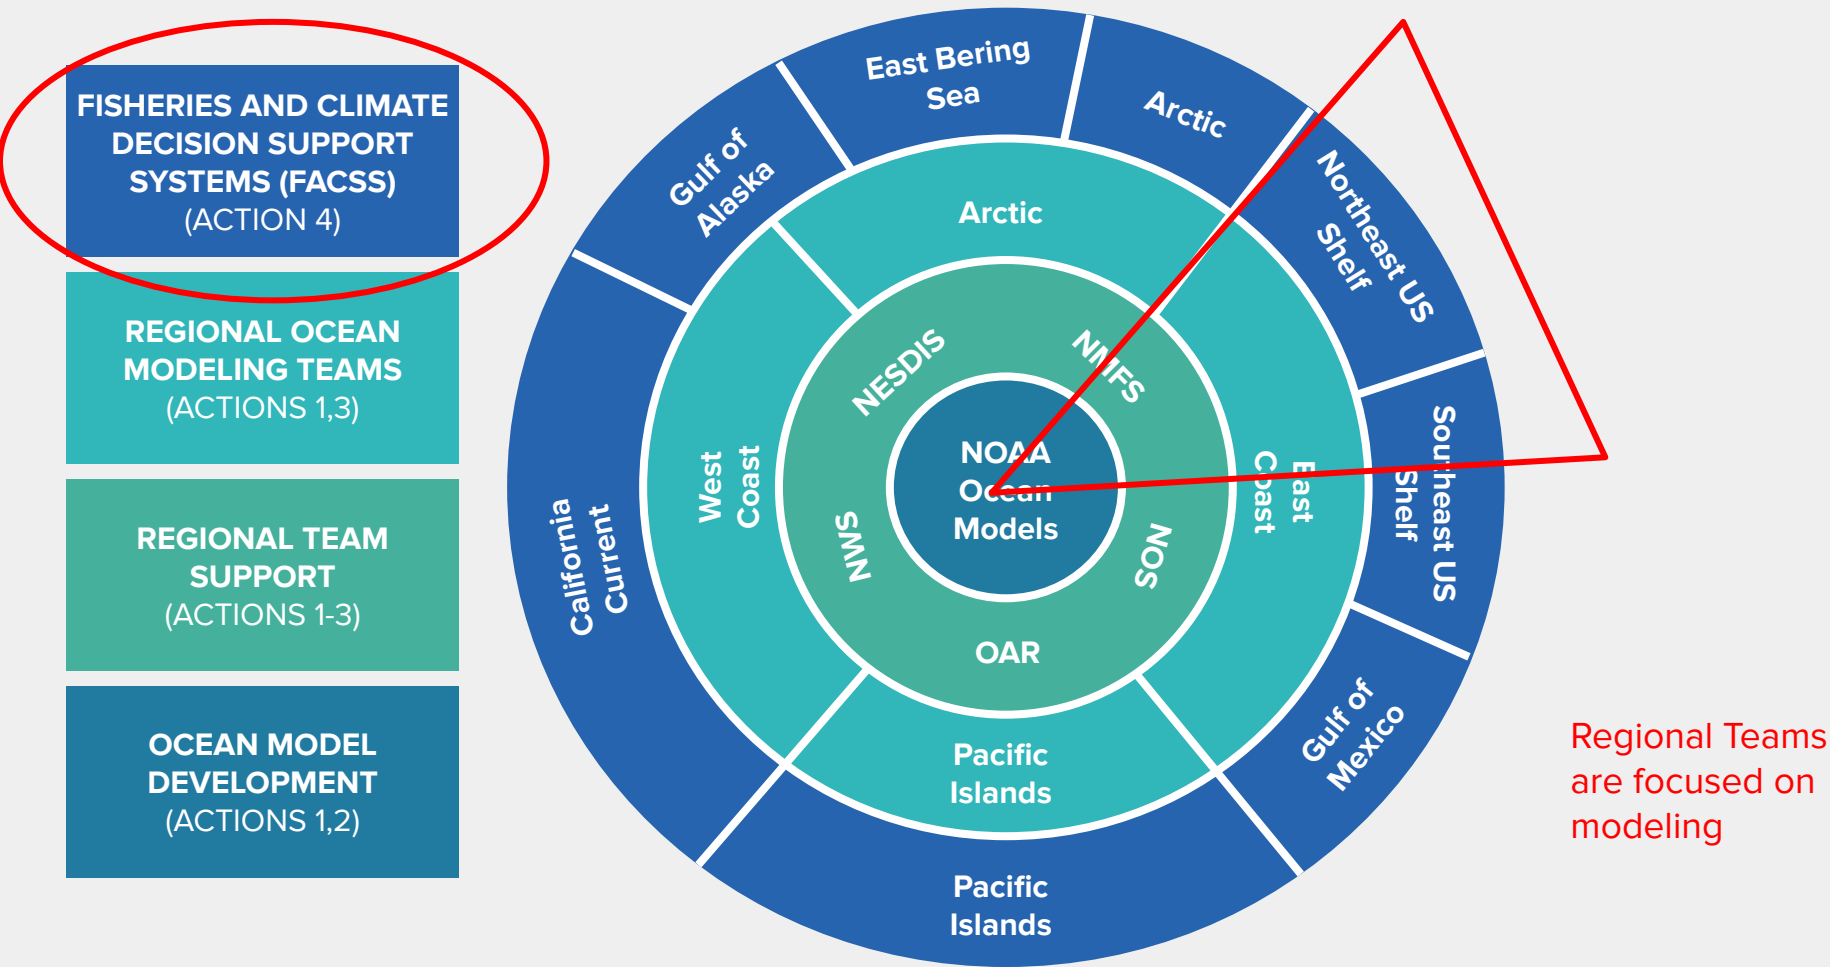 FISHERIES AND CLIMATE
DECISION SUPPORT
SYSTEMS (FACSS)
(ACTION 4)
REGIONAL OCEAN
MODELING TEAMS
(ACTIONS 1,3)
REGIONAL TEAM
SUPPORT
(ACTIONS 1-3)
OCEAN MODEL
DEVELOPMENT
(ACTIONS 1,2)
East Bering
Sea
Arctic
Gulf of
Alaska
Northeast US
Shelf
Southeast US
Shelf
Gulf of
Mexico
Pacific
Islands
California
Current
Arctic
East
Coast
Pacific
Islands
West
Coast
NESDIS
NMFS
NOS
OAR
NWS
NOAA
Ocean
Models
Regional Teams
are focused on
modeling